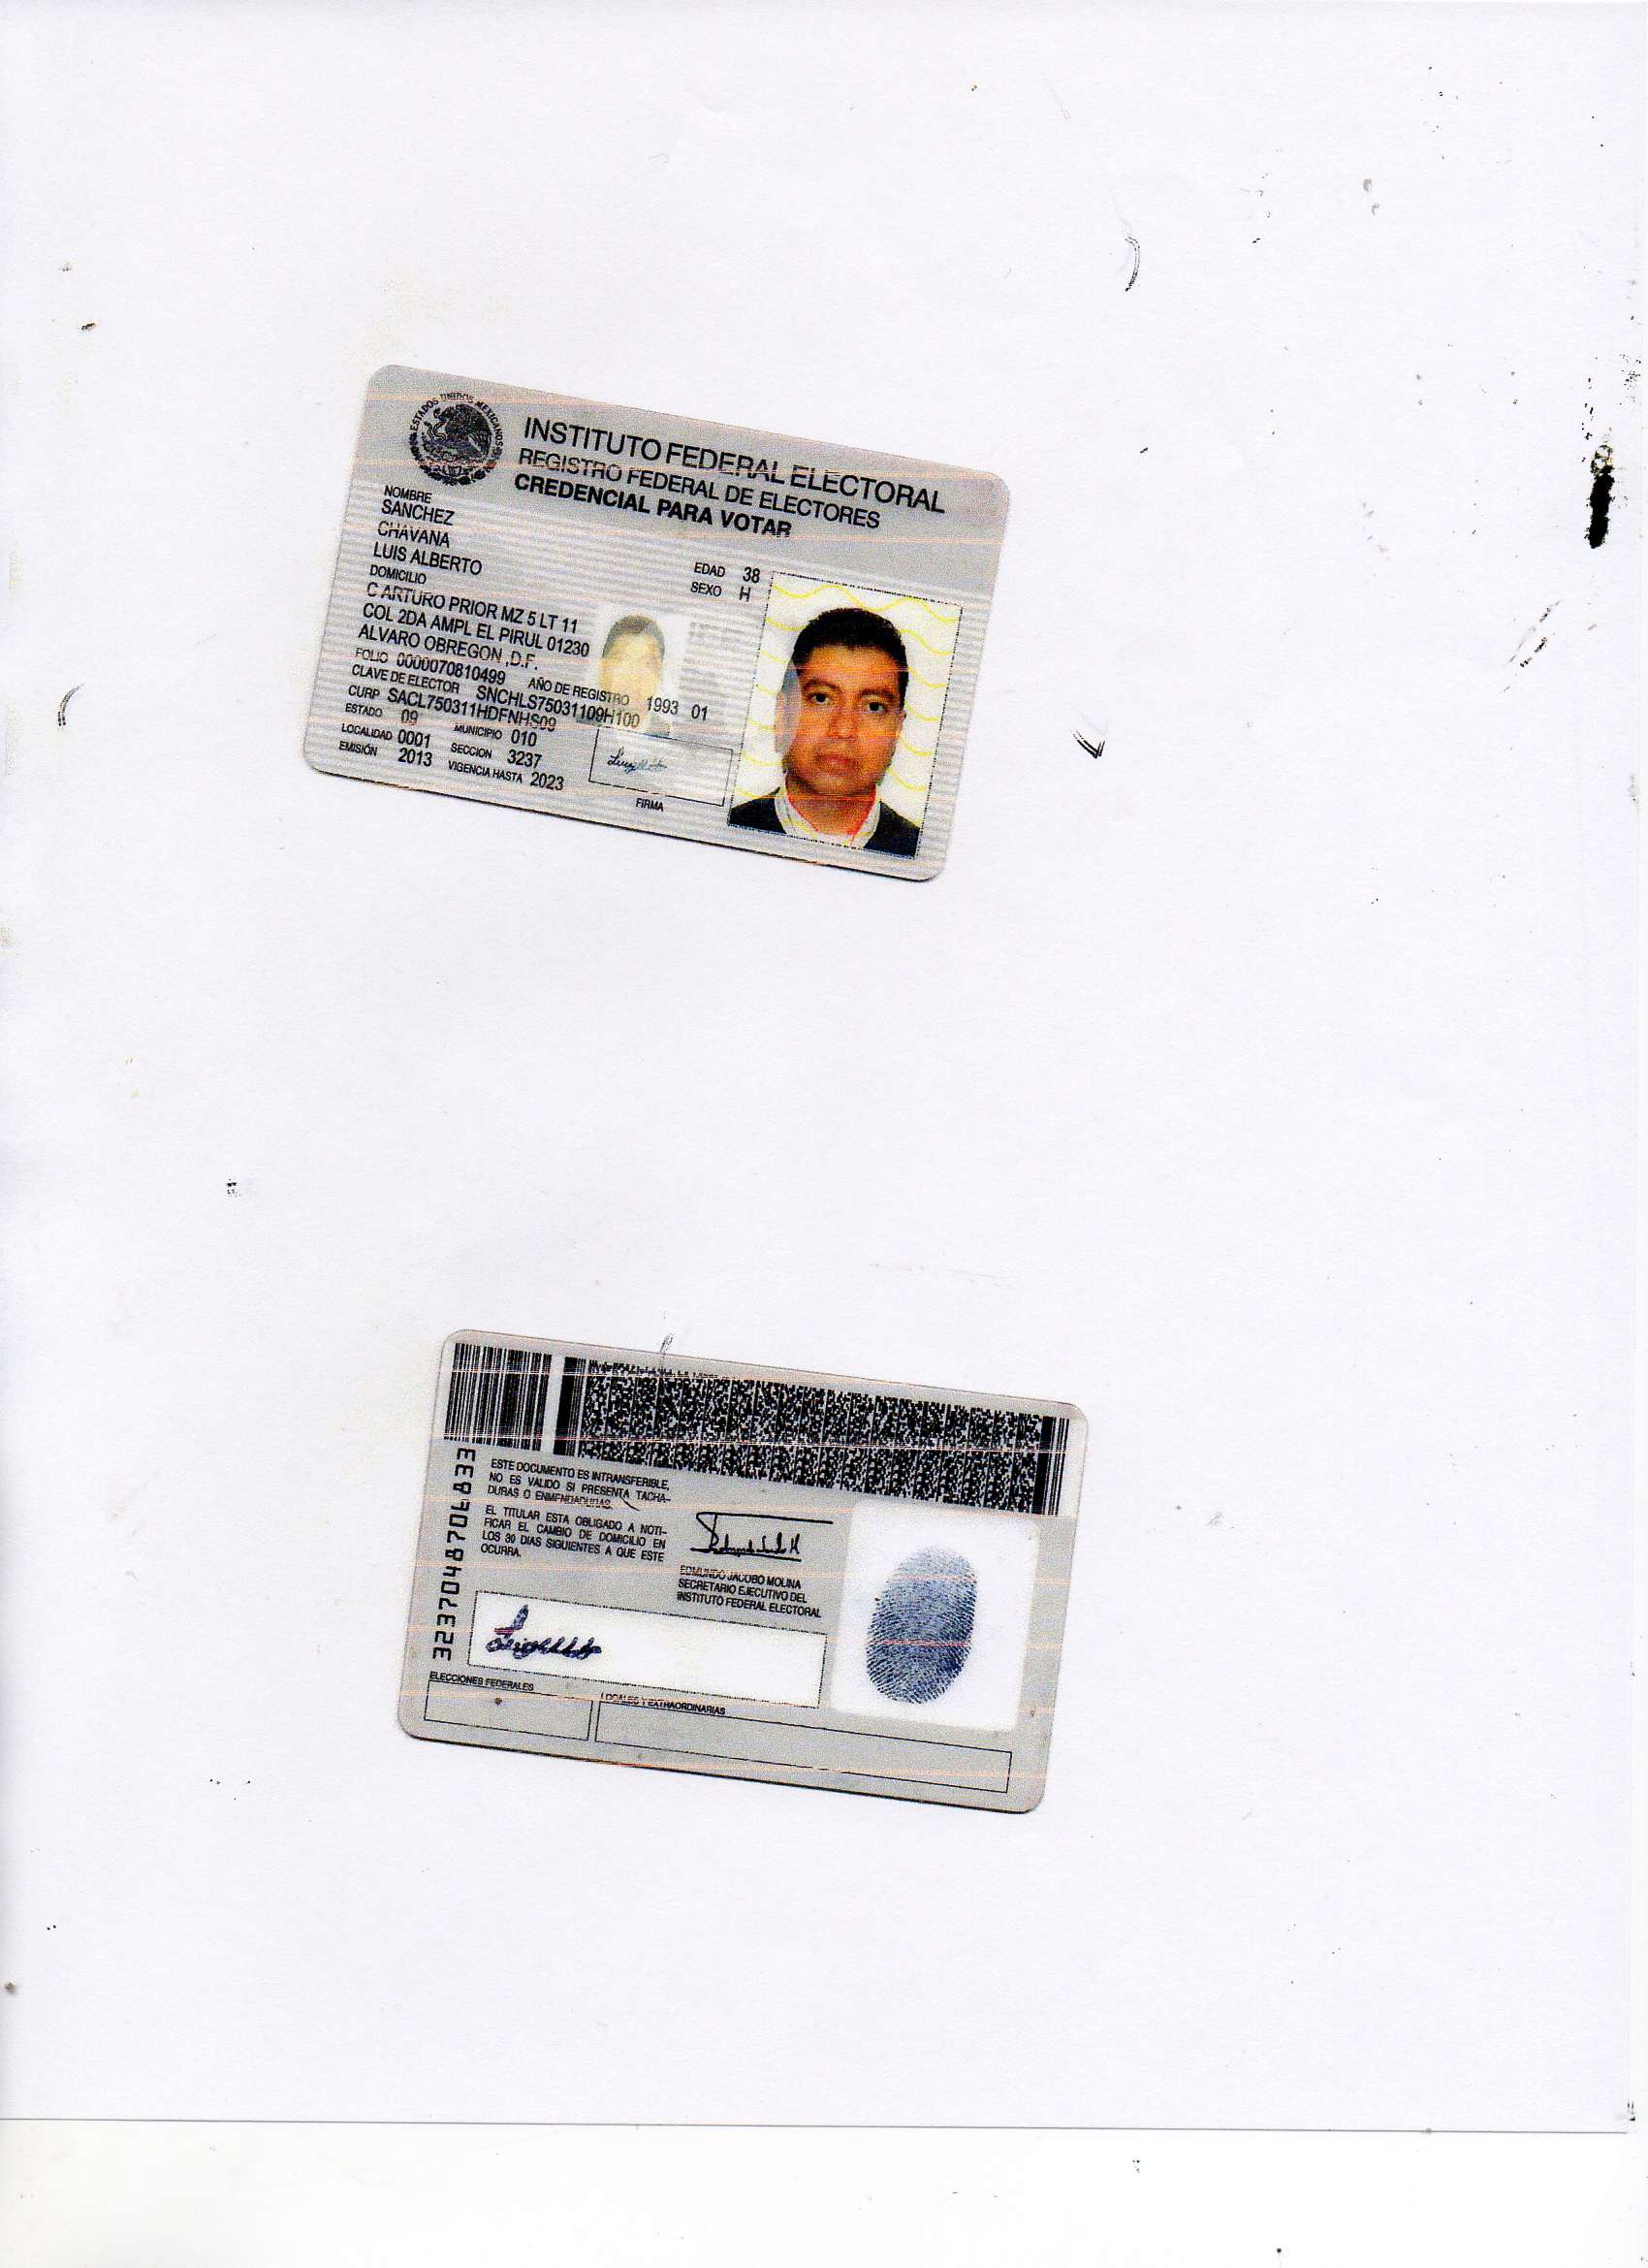 ESTADOS UNIDOS MEXICANOS
INSTITUTO FEDERAL ELECTORAL
REGISTRO FEDERAL DE ELECTORES
CREDENCIAL PARA VOTAR
NOMBRE
SANCHEZ
CHAVANA
LUIS ALBERTO
EDAD 38
SEXO H
DOMICILIO
C ARTURO PRIOR MZ 5 LT 11
COL 2DA AMPL EL PIRUL 01230
ALVARO OBREGON ,D.F.
FOLIO 0000070810499 AÑO DE REGISTRO 1993 01
CLAVE DE ELECTOR SNCHLS75031109H100
CURP SACL750311HDFNHS09
ESTADO 09 MUNICIPIO 010
LOCALIDAD 0001 SECCION 3237
EMISIÓN 2013 VIGENCIA HASTA 2023
FIRMA
3237048706833
ESTE DOCUMENTO ES INTRANSFERIBLE,
NO ES VALIDO SI PRESENTA TACHA-
DURAS O ENMENDADURAS.
EL TITULAR ESTA OBLIGADO A NOTI-
FICAR EL CAMBIO DE DOMICILIO EN
LOS 30 DIAS SIGUIENTES A QUE ESTE
OCURRA.
EDMUNDO JACOBO MOLINA
SECRETARIO EJECUTIVO DEL
INSTITUTO FEDERAL ELECTORAL
ELECCIONES FEDERALES
LOCALES Y EXTRAORDINARIAS